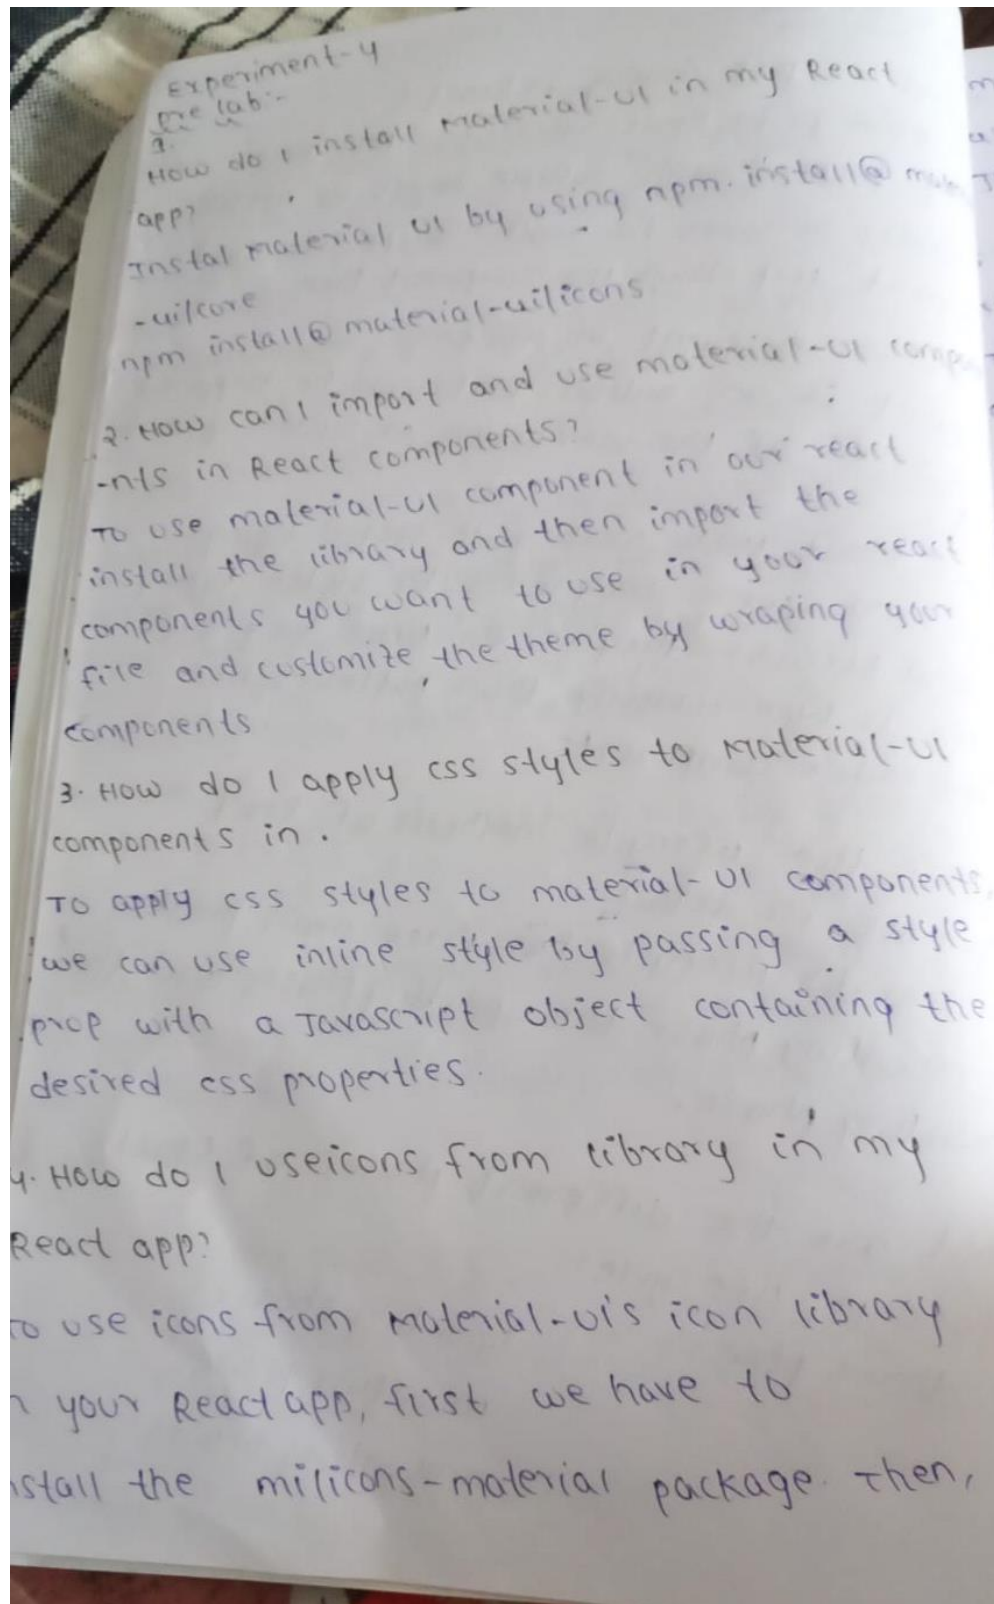 Experiment-4
pre lab:-
1.
How do I install Material-UI in my React
app?
Instal Material UI by using npm. install@ mate
-ui/core
npm install@material-ui/icons
2. How can I import and use material-UI compo
-nts in React components?
To use material-UI component in our react
install the library and then import the
components you want to use in your react
file and customize the theme by wraping your
components
3. How do I apply css styles to Material-UI
components in.
To apply css styles to material-UI components,
we can use inline style by passing a style
prop with a Javascript object containing the
desired css properties.
4. How do I useicons from library in my
React app?
To use icons from Material-UI's icon library
n your React app, first we have to
nstall the milicons-material package. Then,